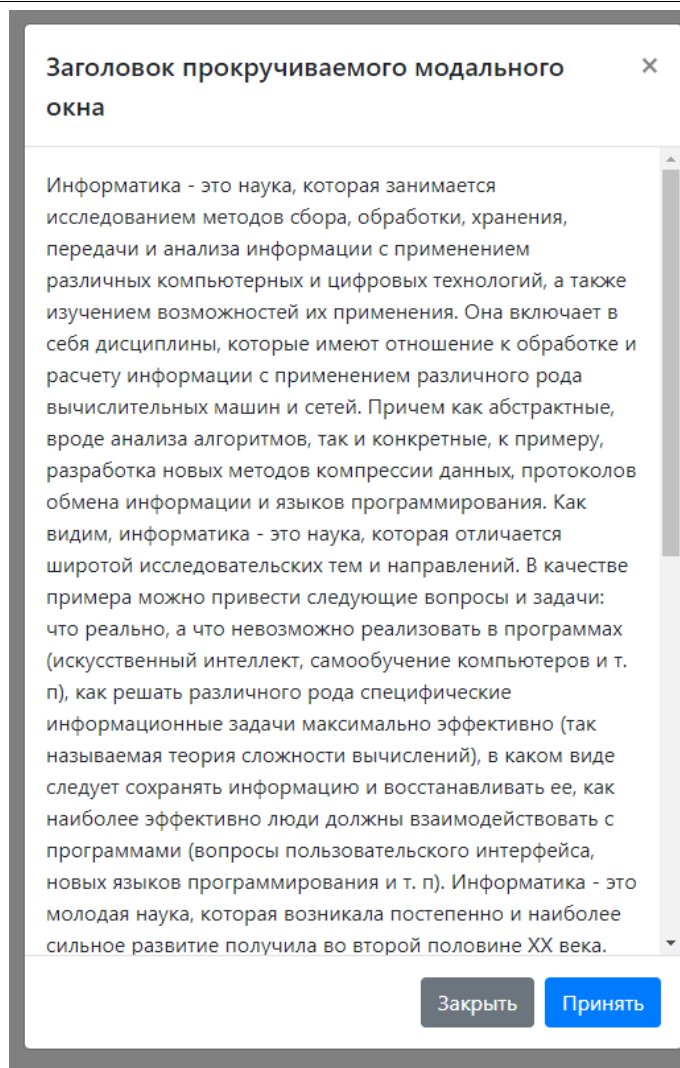 Заголовок прокручиваемого модального
окна
×
Информатика - это наука, которая занимается
исследованием методов сбора, обработки, хранения,
передачи и анализа информации с применением
различных компьютерных и цифровых технологий, а также
изучением возможностей их применения. Она включает в
себя дисциплины, которые имеют отношение к обработке и
расчету информации с применением различного рода
вычислительных машин и сетей. Причем как абстрактные,
вроде анализа алгоритмов, так и конкретные, к примеру,
разработка новых методов компрессии данных, протоколов
обмена информации и языков программирования. Как
видим, информатика - это наука, которая отличается
широтой исследовательских тем и направлений. В качестве
примера можно привести следующие вопросы и задачи:
что реально, а что невозможно реализовать в программах
(искусственный интеллект, самообучение компьютеров и т.
п), как решать различного рода специфические
информационные задачи максимально эффективно (так
называемая теория сложности вычислений), в каком виде
следует сохранять информацию и восстанавливать ее, как
наиболее эффективно люди должны взаимодействовать с
программами (вопросы пользовательского интерфейса,
новых языков программирования и т. п). Информатика - это
молодая наука, которая возникала постепенно и наиболее
сильное развитие получила во второй половине XX века.
Закрыть Принять